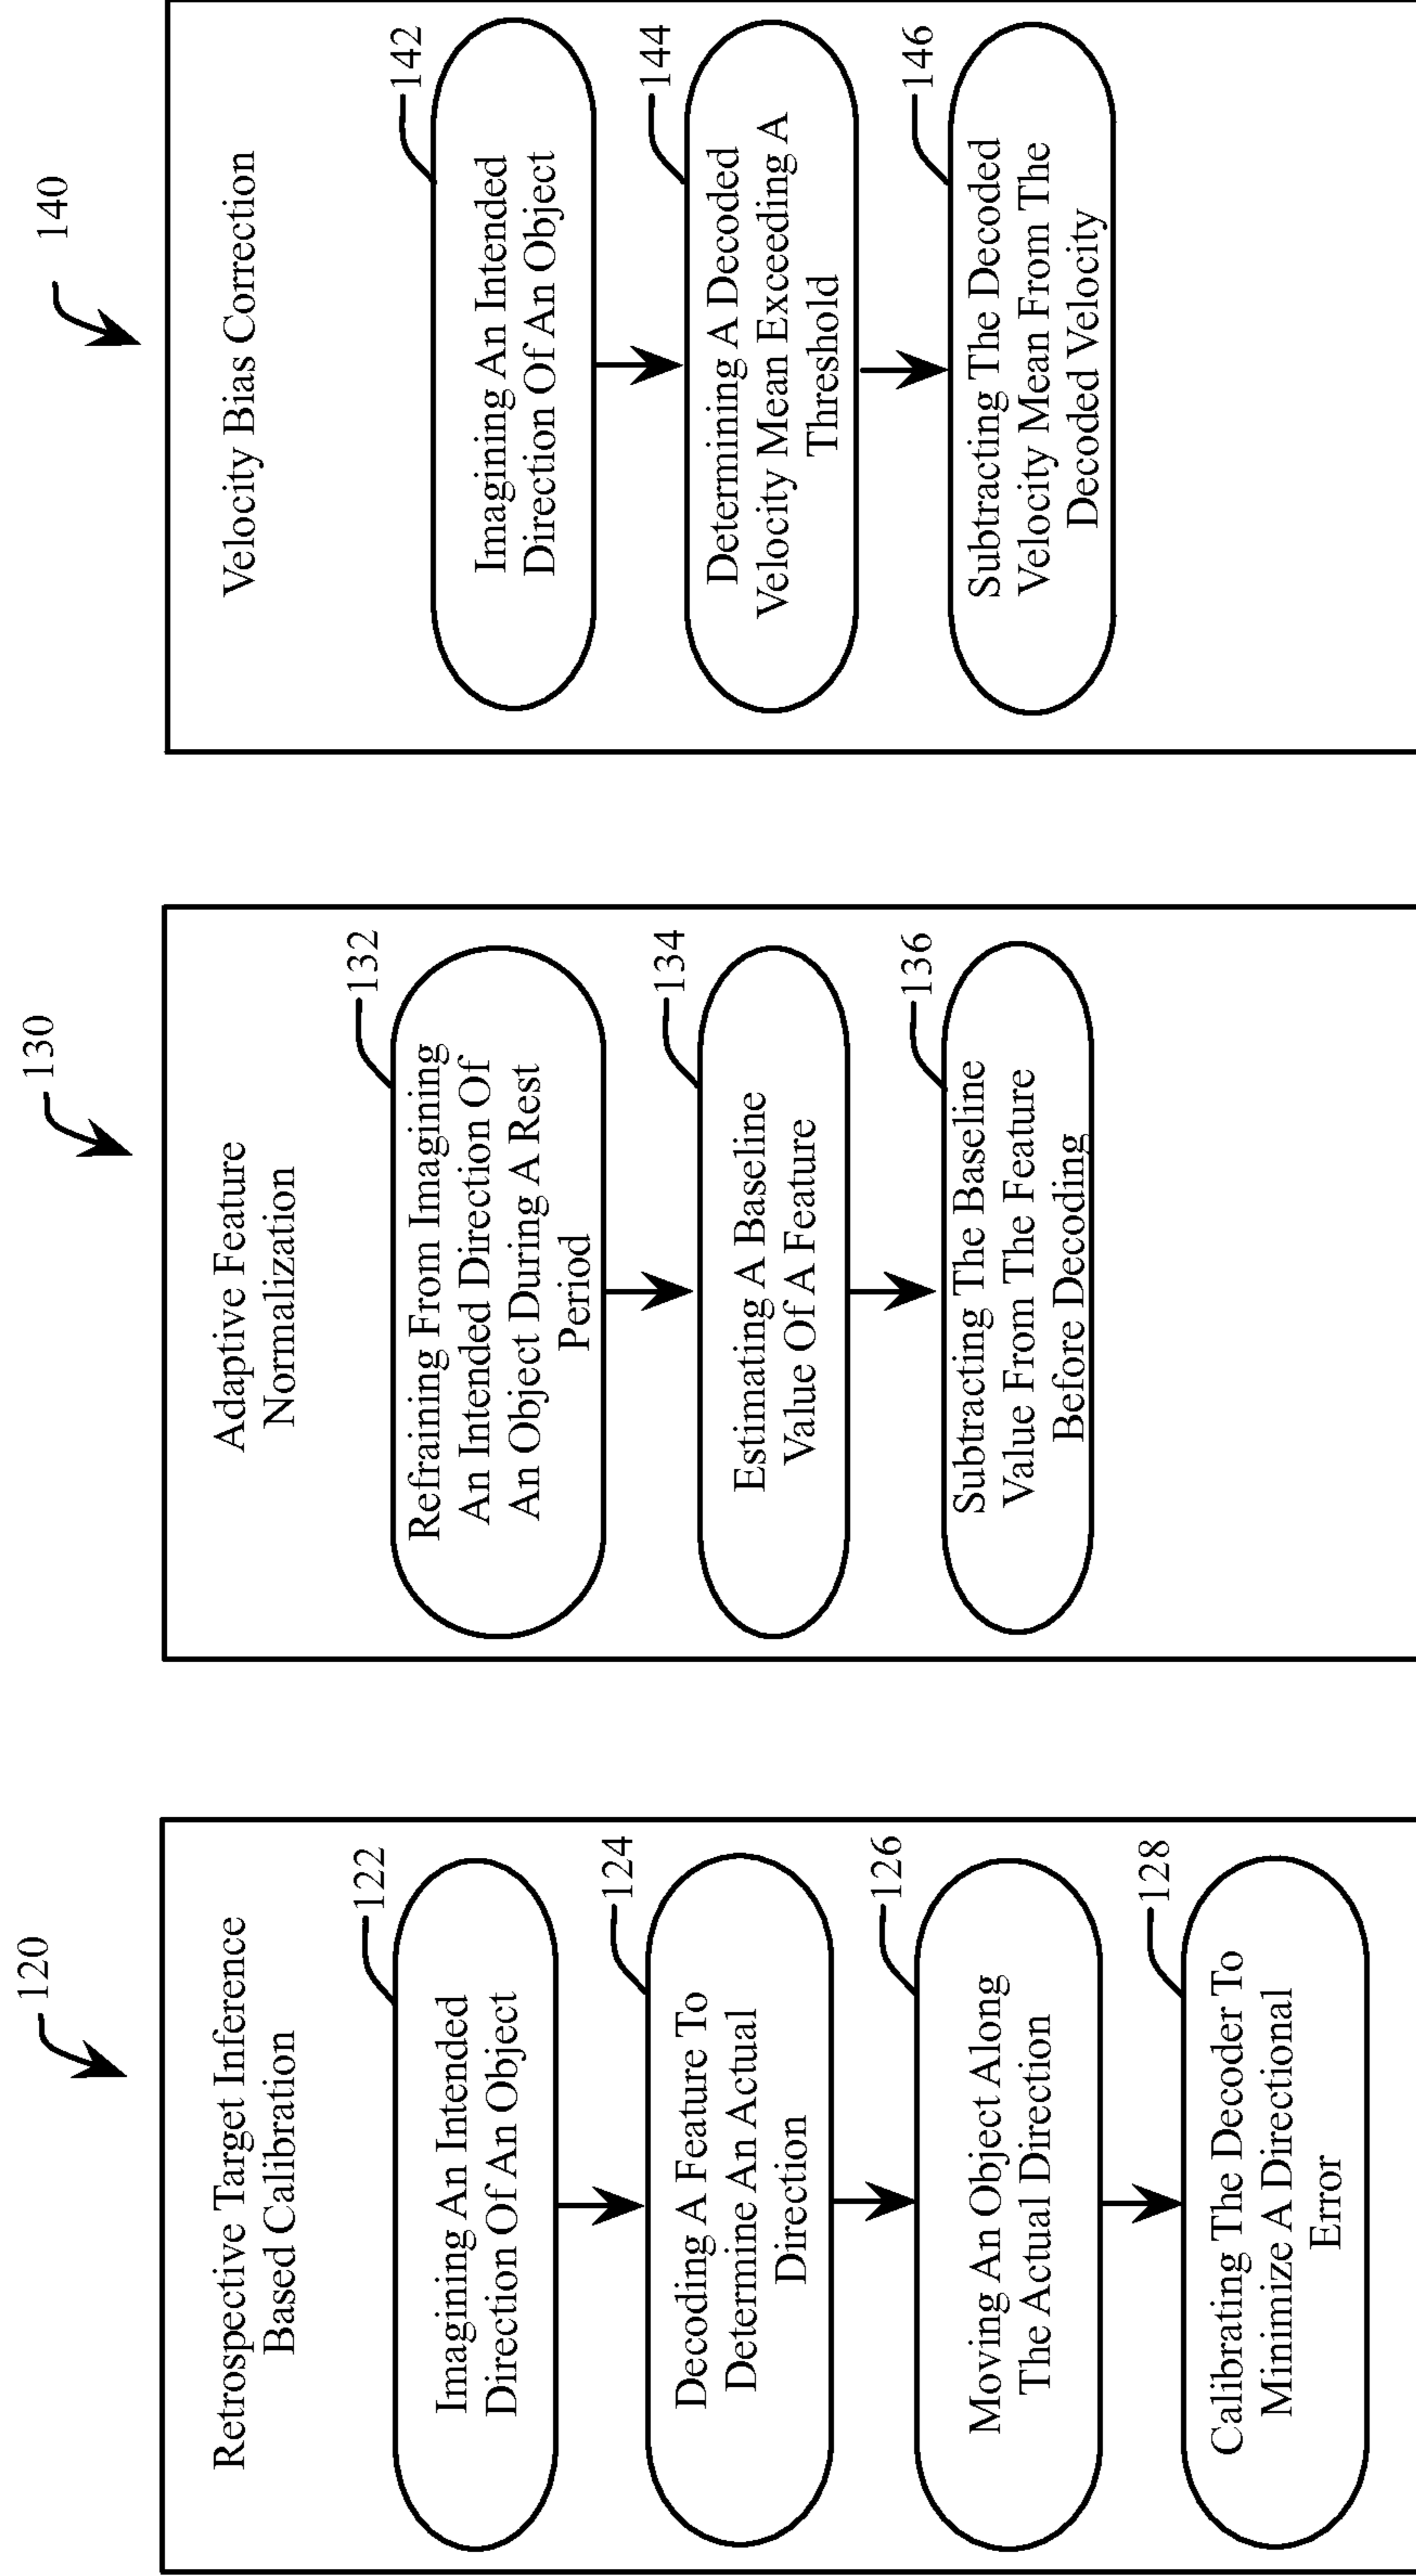 120
Retrospective Target Inference
Based Calibration
122
Imagining An Intended
Direction Of An Object
124
Decoding A Feature To
Determine An Actual
Direction
126
Moving An Object Along
The Actual Direction
128
Calibrating The Decoder To
Minimize A Directional
Error
130
Adaptive Feature
Normalization
132
Refraining From Imagining
An Intended Direction Of
An Object During A Rest
Period
134
Estimating A Baseline
Value Of A Feature
136
Subtracting The Baseline
Value From The Feature
Before Decoding
140
Velocity Bias Correction
142
Imagining An Intended
Direction Of An Object
144
Determining A Decoded
Velocity Mean Exceeding A
Threshold
146
Subtracting The Decoded
Velocity Mean From The
Decoded Velocity